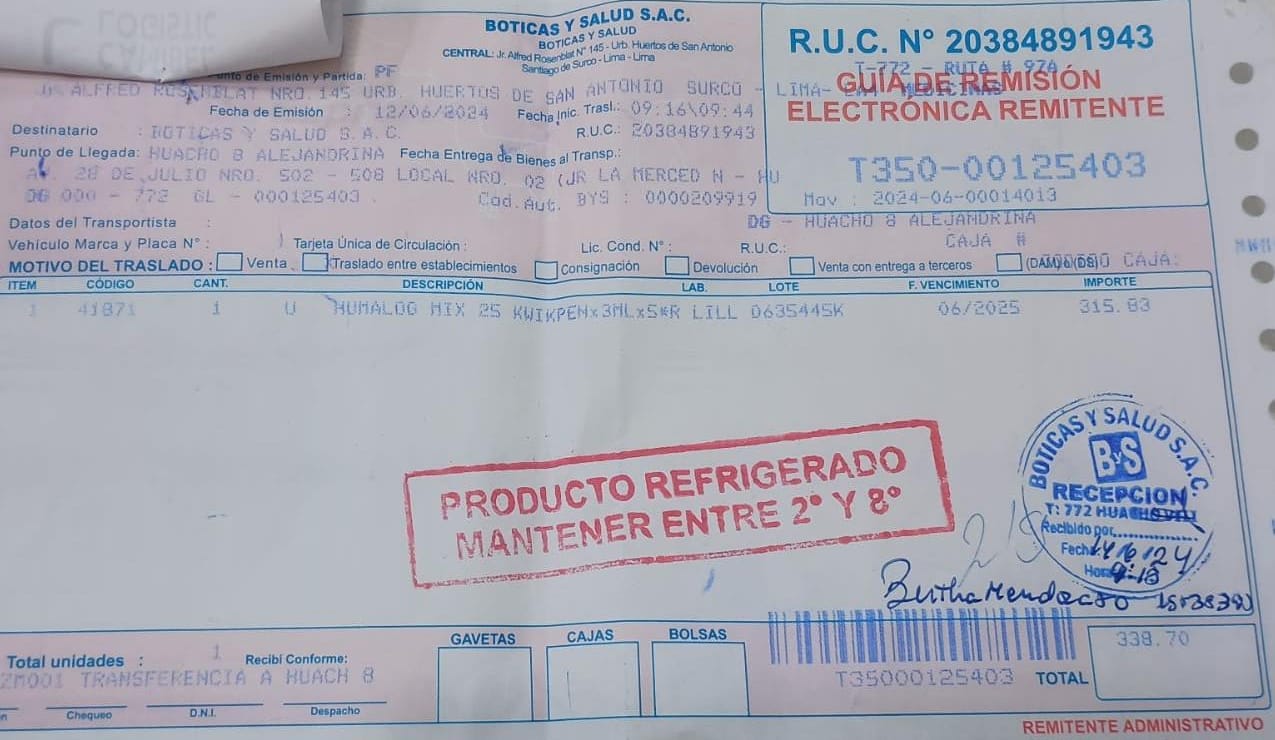 BOTICAS Y SALUD S.A.C.
BOTICAS Y SALUD
CENTRAL: Jr. Alfred Rosenblat N° 145 - Urb. Huertos de San Antonio
Santiago de Surco - Lima - Lima
R.U.C. N° 20384891943
T-772 - RUTA # 97A
GUÍA DE REMISIÓN
ELECTRÓNICA REMITENTE
T350-00125403
Mov : 2024-06-00014013
Punto de Emisión y Partida: PF
ALFRED ROSENBLAT NRO. 145 URB. HUERTOS DE SAN ANTONIO SURCO - LIMA-
Fecha de Emisión : 12/06/2024 Fecha Inic. Trasl.: 09:16\09:44
Destinatario : BOTICAS Y SALUD S.A.C. R.U.C.: 20384891943
Punto de Llegada: HUACHO 8 ALEJANDRINA Fecha Entrega de Bienes al Transp.:
AV. 28 DE JULIO NRO. 502 - 508 LOCAL NRO. 02 (JR LA MERCED N - HU
DG 000 - 772 GL - 000125403 . Cod. Aut. BYS : 0000209919
DG - HUACHO 8 ALEJANDRINA
Datos del Transportista :
CAJA #
Vehículo Marca y Placa N° : Tarjeta Única de Circulación : Lic. Cond. N° : R.U.C.:
MOTIVO DEL TRASLADO : Venta Traslado entre establecimientos Consignación Devolución Venta con entrega a terceros CAJA:
ITEM CÓDIGO CANT. DESCRIPCIÓN LAB. LOTE F. VENCIMIENTO IMPORTE
1 41871 1 U HUMALOG MIX 25 KWIKPEN×3ML×5*R LILL D635445K 06/2025 315.83
PRODUCTO REFRIGERADO
MANTENER ENTRE 2° Y 8°
BOTICAS Y SALUD S.A.C.
ByS
RECEPCION
T: 772 HUACHO
Recibido por
Fecha
Hora
Total unidades : 1 Recibí Conforme: GAVETAS CAJAS BOLSAS
338.70
ZM001 TRANSFERENCIA A HUACH 8
T35000125403 TOTAL
Chequeo D.N.I. Despacho
REMITENTE ADMINISTRATIVO